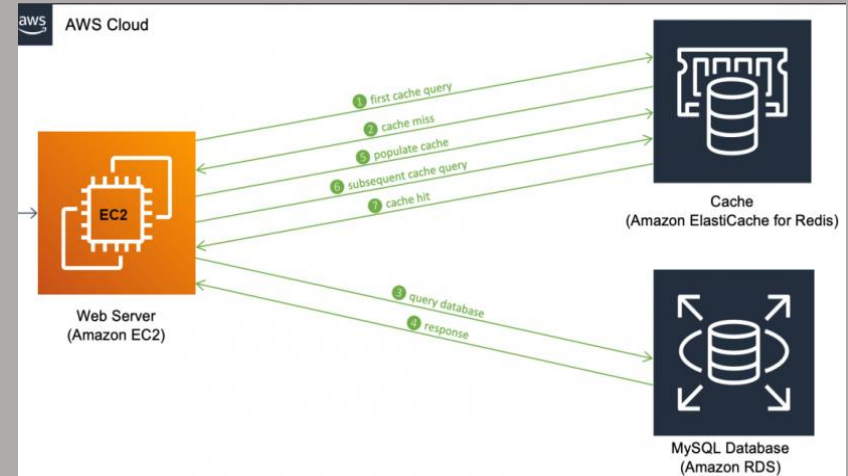 aws
AWS Cloud
1 first cache query
2 cache miss
5 populate cache
6 subsequent cache query
7 cache hit
EC2
Cache
(Amazon ElastiCache for Redis)
3 query database
4 response
Web Server
(Amazon EC2)
MySQL Database
(Amazon RDS)